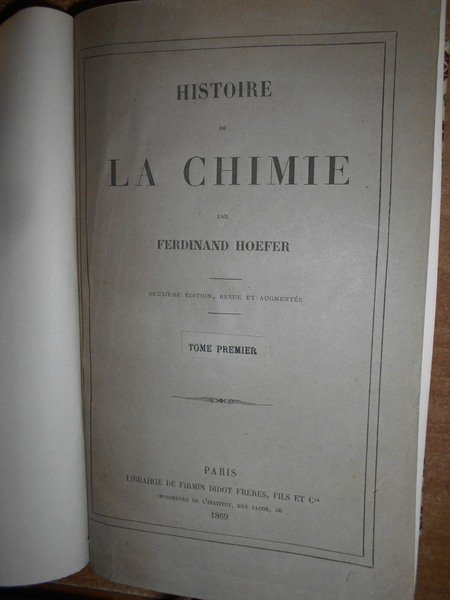 HISTOIRE
DE
LA CHIMIE
PAR
FERDINAND HOEFER
DEUXIÈME ÉDITION, REVUE ET AUGMENTÉE
TOME PREMIER
PARIS
LIBRAIRIE DE FIRMIN DIDOT FRÈRES, FILS ET Cie
IMPRIMEURS DE L'INSTITUT, RUE JACOB, 56
1869